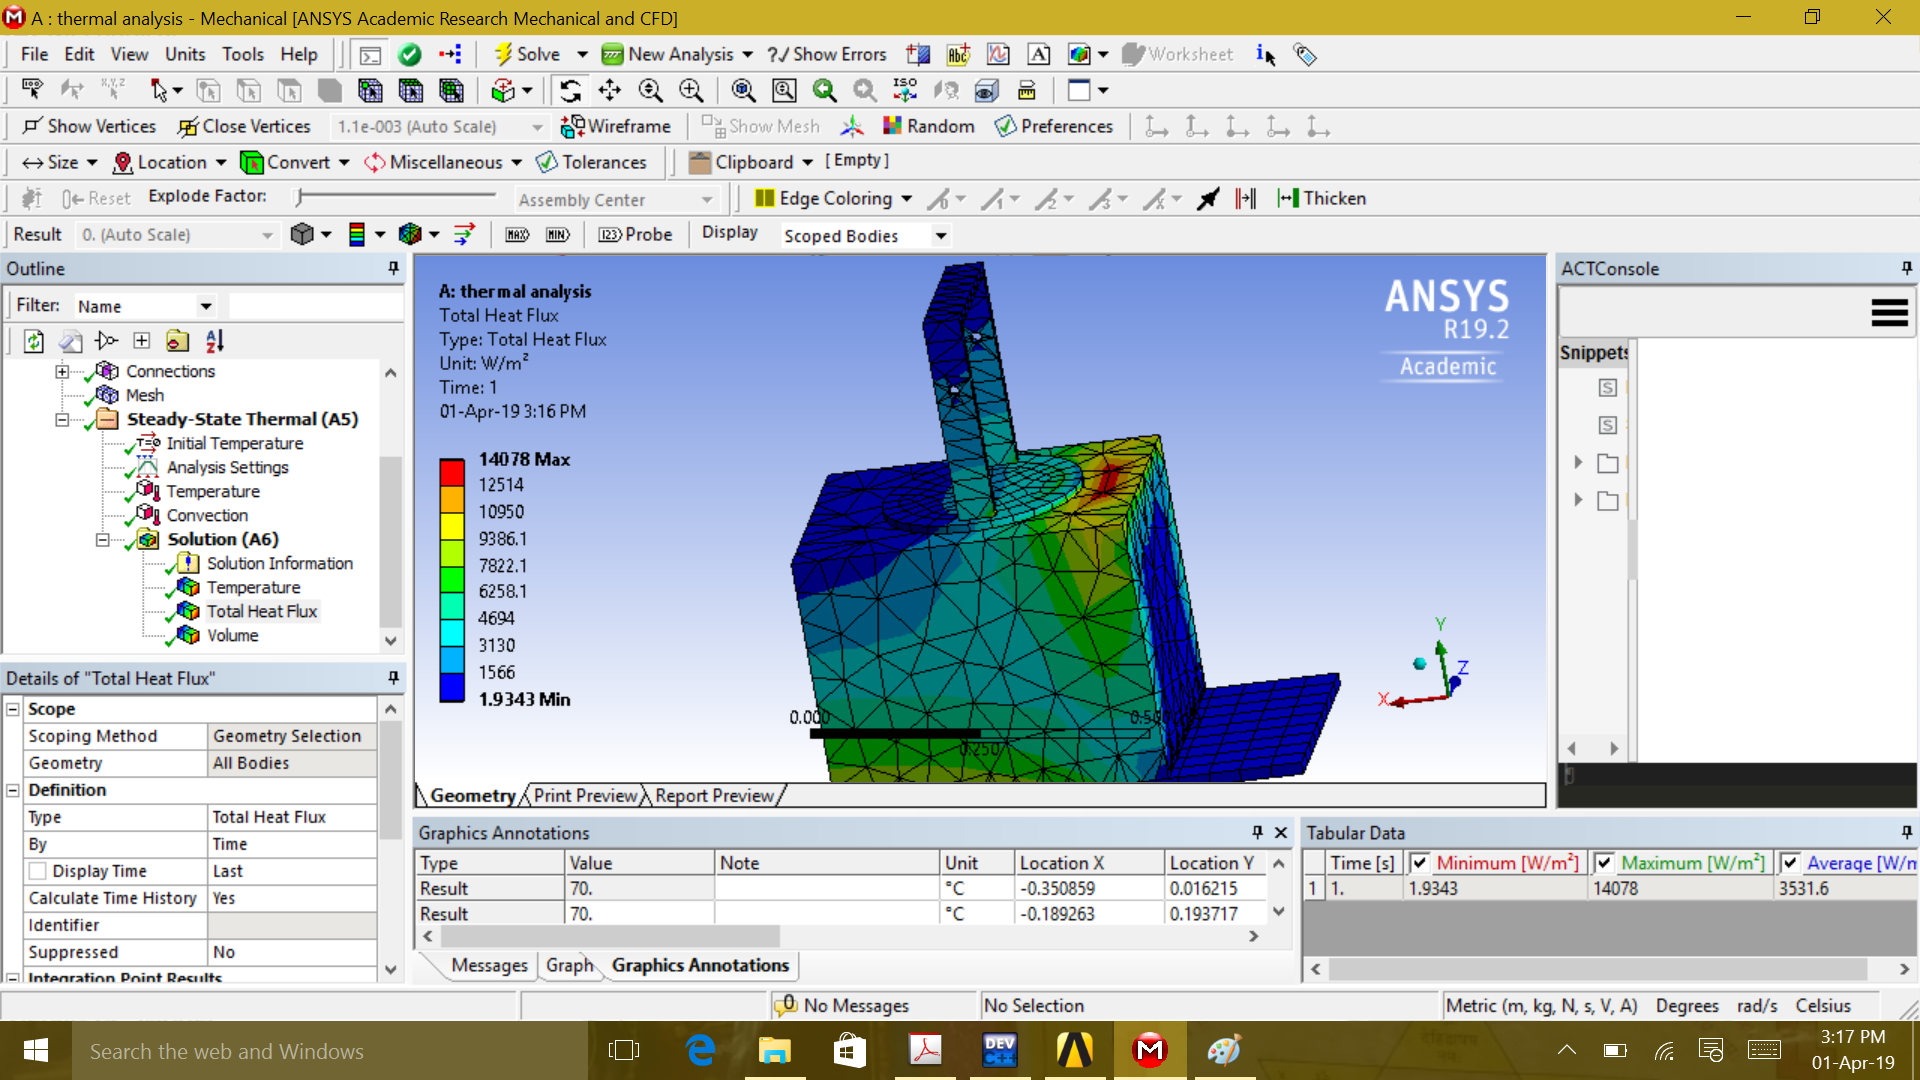 A : thermal analysis - Mechanical [ANSYS Academic Research Mechanical and CFD]
File Edit View Units Tools Help Solve New Analysis ?✓ Show Errors Worksheet
Show Vertices Close Vertices 1.1e-003 (Auto Scale) Wireframe Show Mesh Random Preferences
Size Location Convert Miscellaneous Tolerances Clipboard [ Empty ]
Reset Explode Factor: Assembly Center Edge Coloring Thicken
Result 0. (Auto Scale) MAX MIN Probe Display Scoped Bodies
Outline
Filter: Name
Connections
Mesh
Steady-State Thermal (A5)
Initial Temperature
Analysis Settings
Temperature
Convection
Solution (A6)
Solution Information
Temperature
Total Heat Flux
Volume
Details of "Total Heat Flux"
Scope
Scoping Method Geometry Selection
Geometry All Bodies
Definition
Type Total Heat Flux
By Time
Display Time Last
Calculate Time History Yes
Identifier
Suppressed No
Integration Point Results
A: thermal analysis
Total Heat Flux
Type: Total Heat Flux
Unit: W/m²
Time: 1
01-Apr-19 3:16 PM
14078 Max
12514
10950
9386.1
7822.1
6258.1
4694
3130
1566
1.9343 Min
ANSYS
R19.2
Academic
0.000
0.250
Y
Z
X
Geometry Print Preview Report Preview
Graphics Annotations
Type Value Note Unit Location X Location Y
Result 70. °C -0.350859 0.016215
Result 70. °C -0.189263 0.193717
Messages Graph Graphics Annotations
ACTConsole
Snippets
Tabular Data
Time [s] Minimum [W/m²] Maximum [W/m²] Average [W/m
1 1. 1.9343 14078 3531.6
0 No Messages No Selection Metric (m, kg, N, s, V, A) Degrees rad/s Celsius
Search the web and Windows
DEV
C++
M
3:17 PM
01-Apr-19